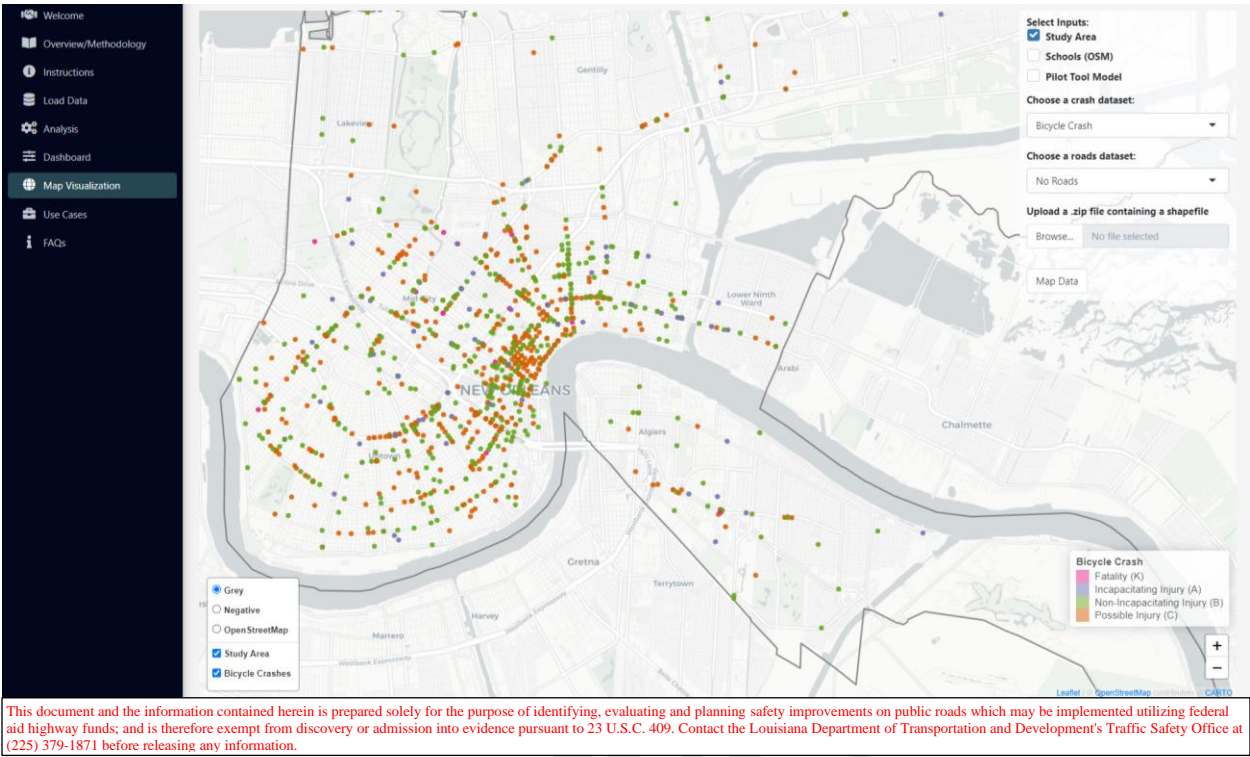 Welcome
Overview/Methodology
Instructions
Load Data
Analysis
Dashboard
Map Visualization
Use Cases
FAQs
Select Inputs:
Study Area
Schools (OSM)
Pilot Tool Model
Choose a crash dataset:
Bicycle Crash
Choose a roads dataset:
No Roads
Upload a .zip file containing a shapefile
Browse... No file selected
Map Data
Gentilly
Lakeview
Airline Drive
Mid-City
Lower Ninth
Ward
Arabi
NEW ORLEANS
Chalmette
Algiers
Uptown
Gretna
Terrytown
Harvey
Marrero
Westbank Expressway
Grey
Negative
OpenStreetMap
Study Area
Bicycle Crashes
Bicycle Crash
Fatality (K)
Incapacitating Injury (A)
Non-Incapacitating Injury (B)
Possible Injury (C)
+
−
Leaflet | © OpenStreetMap contributors © CARTO
This document and the information contained herein is prepared solely for the purpose of identifying, evaluating and planning safety improvements on public roads which may be implemented utilizing federal
aid highway funds; and is therefore exempt from discovery or admission into evidence pursuant to 23 U.S.C. 409. Contact the Louisiana Department of Transportation and Development's Traffic Safety Office at
(225) 379-1871 before releasing any information.